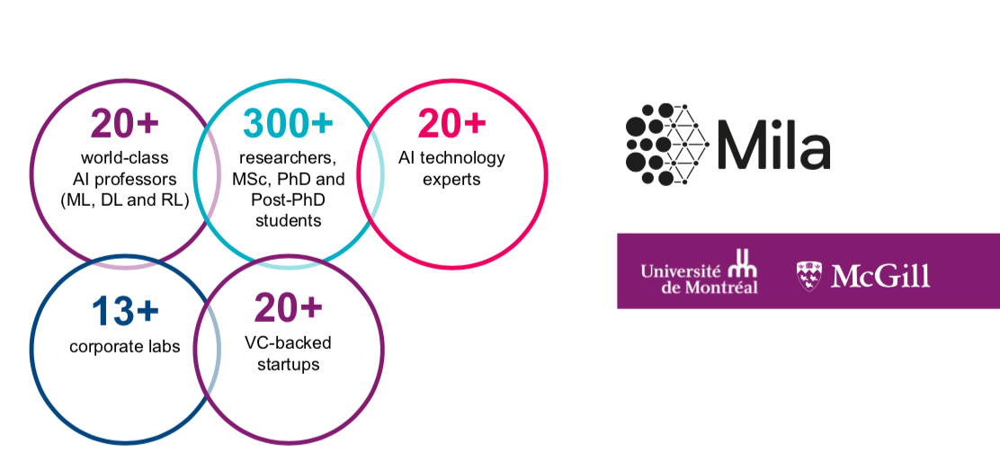 20+
world-class
AI professors
(ML, DL and RL)
300+
researchers,
MSc, PhD and
Post-PhD
students
20+
AI technology
experts
13+
corporate labs
20+
VC-backed
startups
Mila
Université
de Montréal
McGill